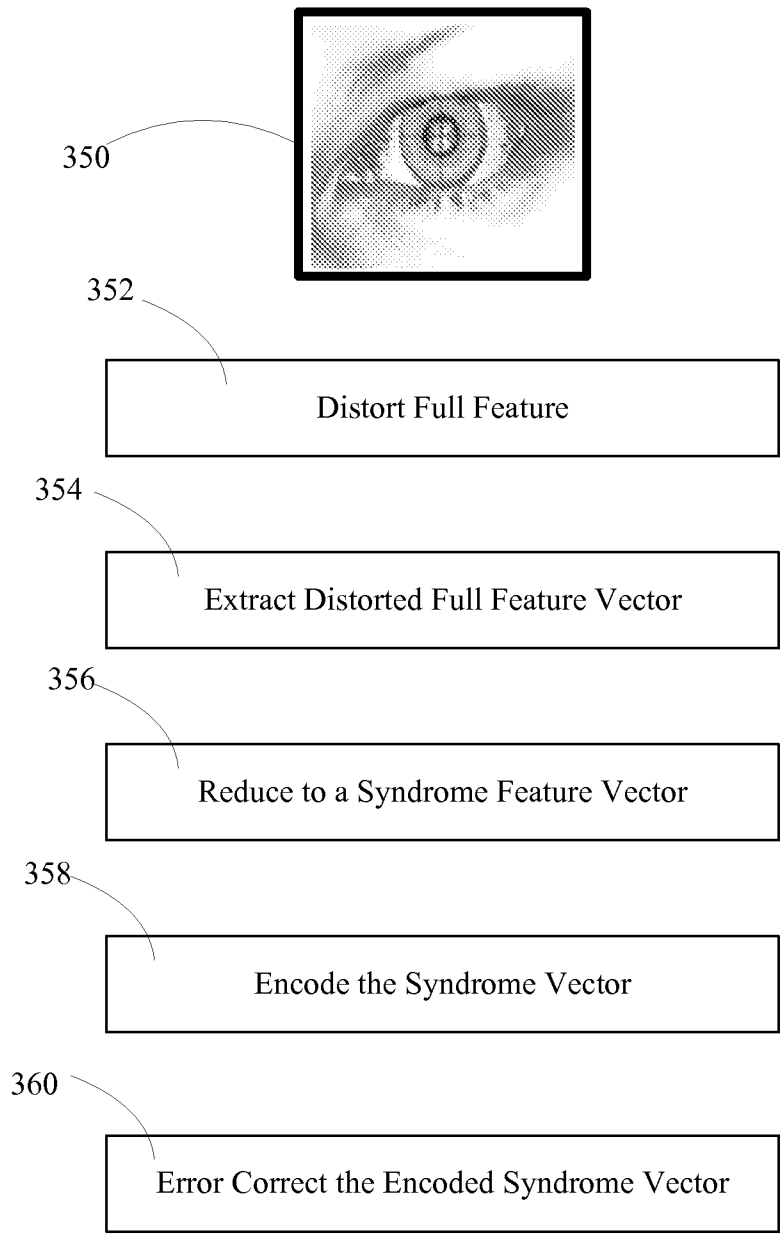 350
352
Distort Full Feature
354
Extract Distorted Full Feature Vector
356
Reduce to a Syndrome Feature Vector
358
Encode the Syndrome Vector
360
Error Correct the Encoded Syndrome Vector